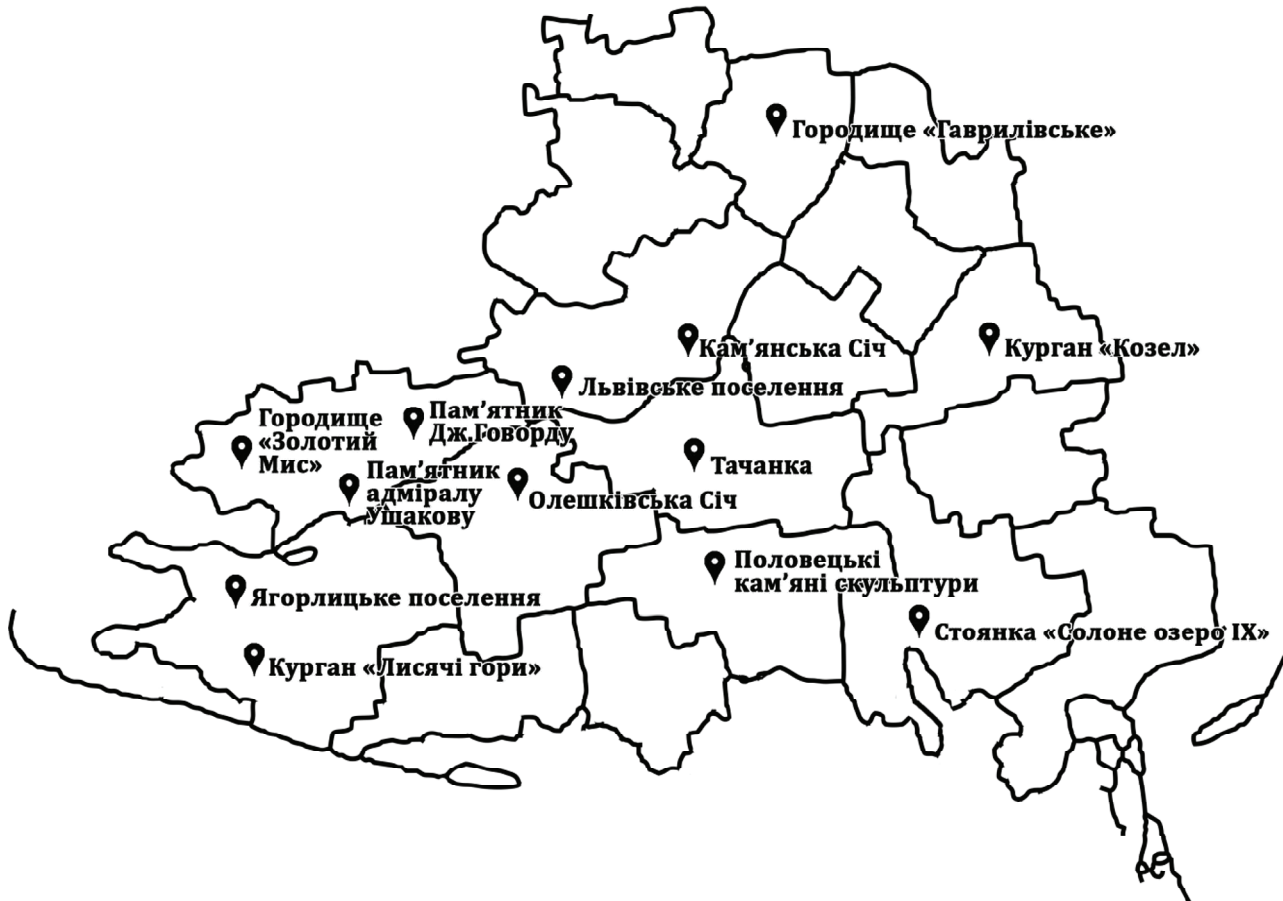 Городище «Гаврилівське»
Кам’янська Січ
Курган «Козел»
Львівське поселення
Городище
«Золотий
Мис»
Пам’ятник
Дж.Говорду
Тачанка
Пам’ятник
адміралу
Ушакову
Олешківська Січ
Половецькі
кам’яні скульптури
Ягорлицьке поселення
Стоянка «Солоне озеро IX»
Курган «Лисячі гори»